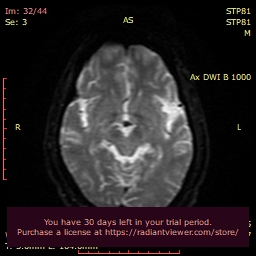 Im: 32/44
Se: 3
AS
STP81
STP81
M
Ax DWI B 1000
R
L
You have 30 days left in your trial period.
Purchase a license at https://radiantviewer.com/store/